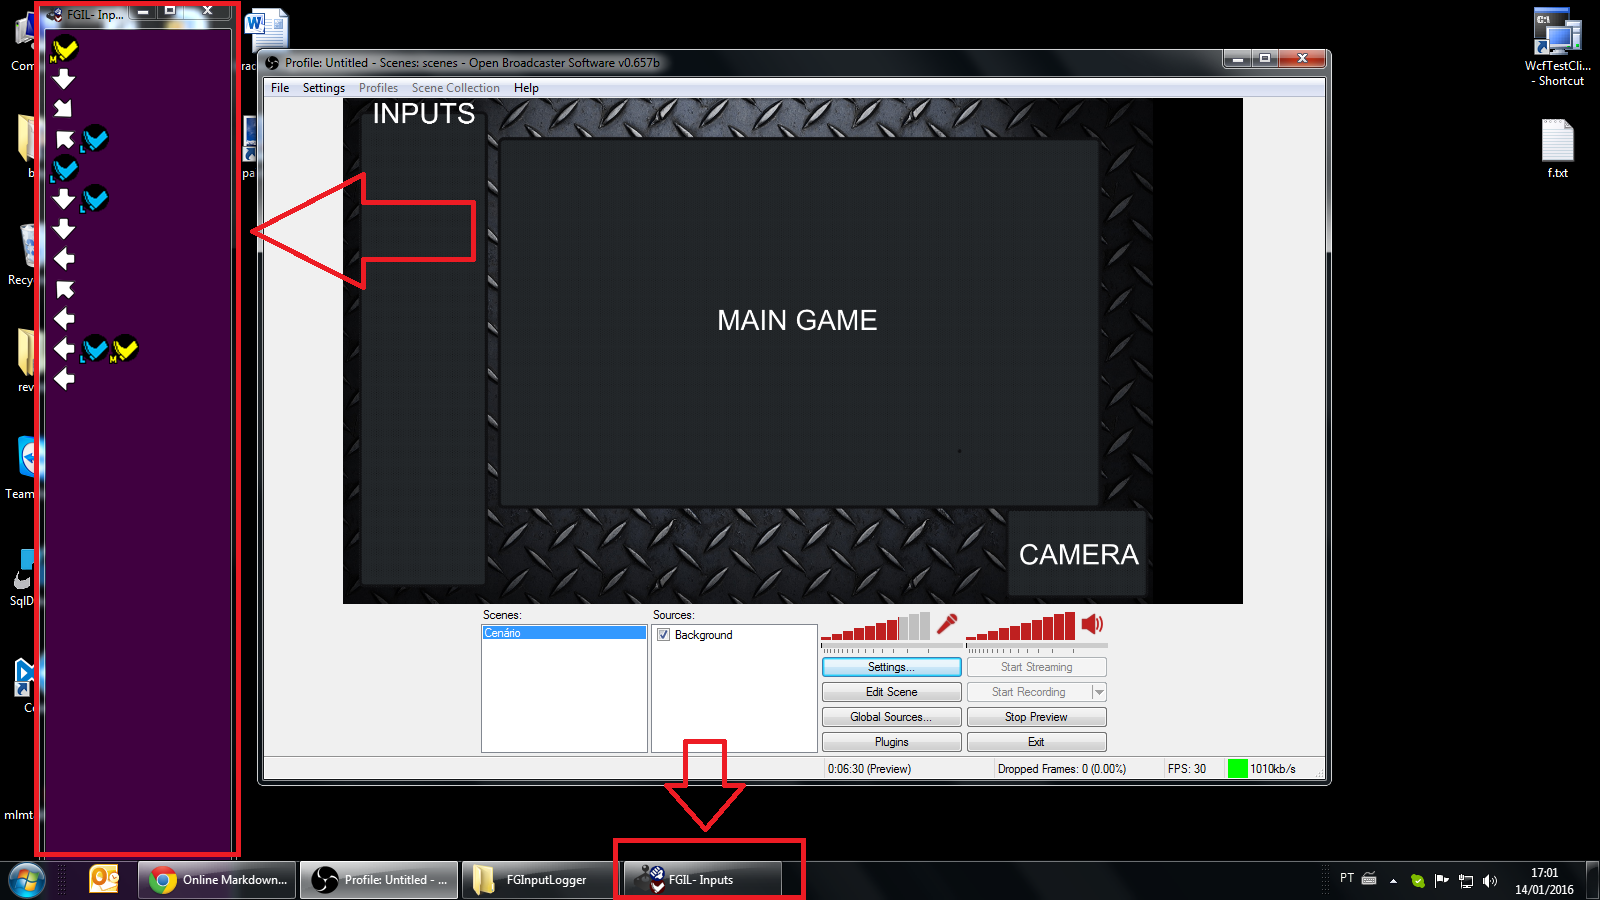 FGIL- Inp...
Com
rac
b
pa
Recy
rev
Team
SqlD
Co
mlmt
M
L
L
L
L
M
Profile: Untitled - Scenes: scenes - Open Broadcaster Software v0.657b
File Settings Profiles Scene Collection Help
INPUTS
MAIN GAME
CAMERA
Scenes:
Cenário
Sources:
Background
Settings...
Start Streaming
Edit Scene
Start Recording
Global Sources...
Stop Preview
Plugins
Exit
0:06:30 (Preview)
Dropped Frames: 0 (0.00%)
FPS: 30
1010kb/s
C:\
WcfTestCli...
- Shortcut
f.txt
Online Markdown...
Profile: Untitled - ...
FGInputLogger
FGIL- Inputs
PT
17:01
14/01/2016